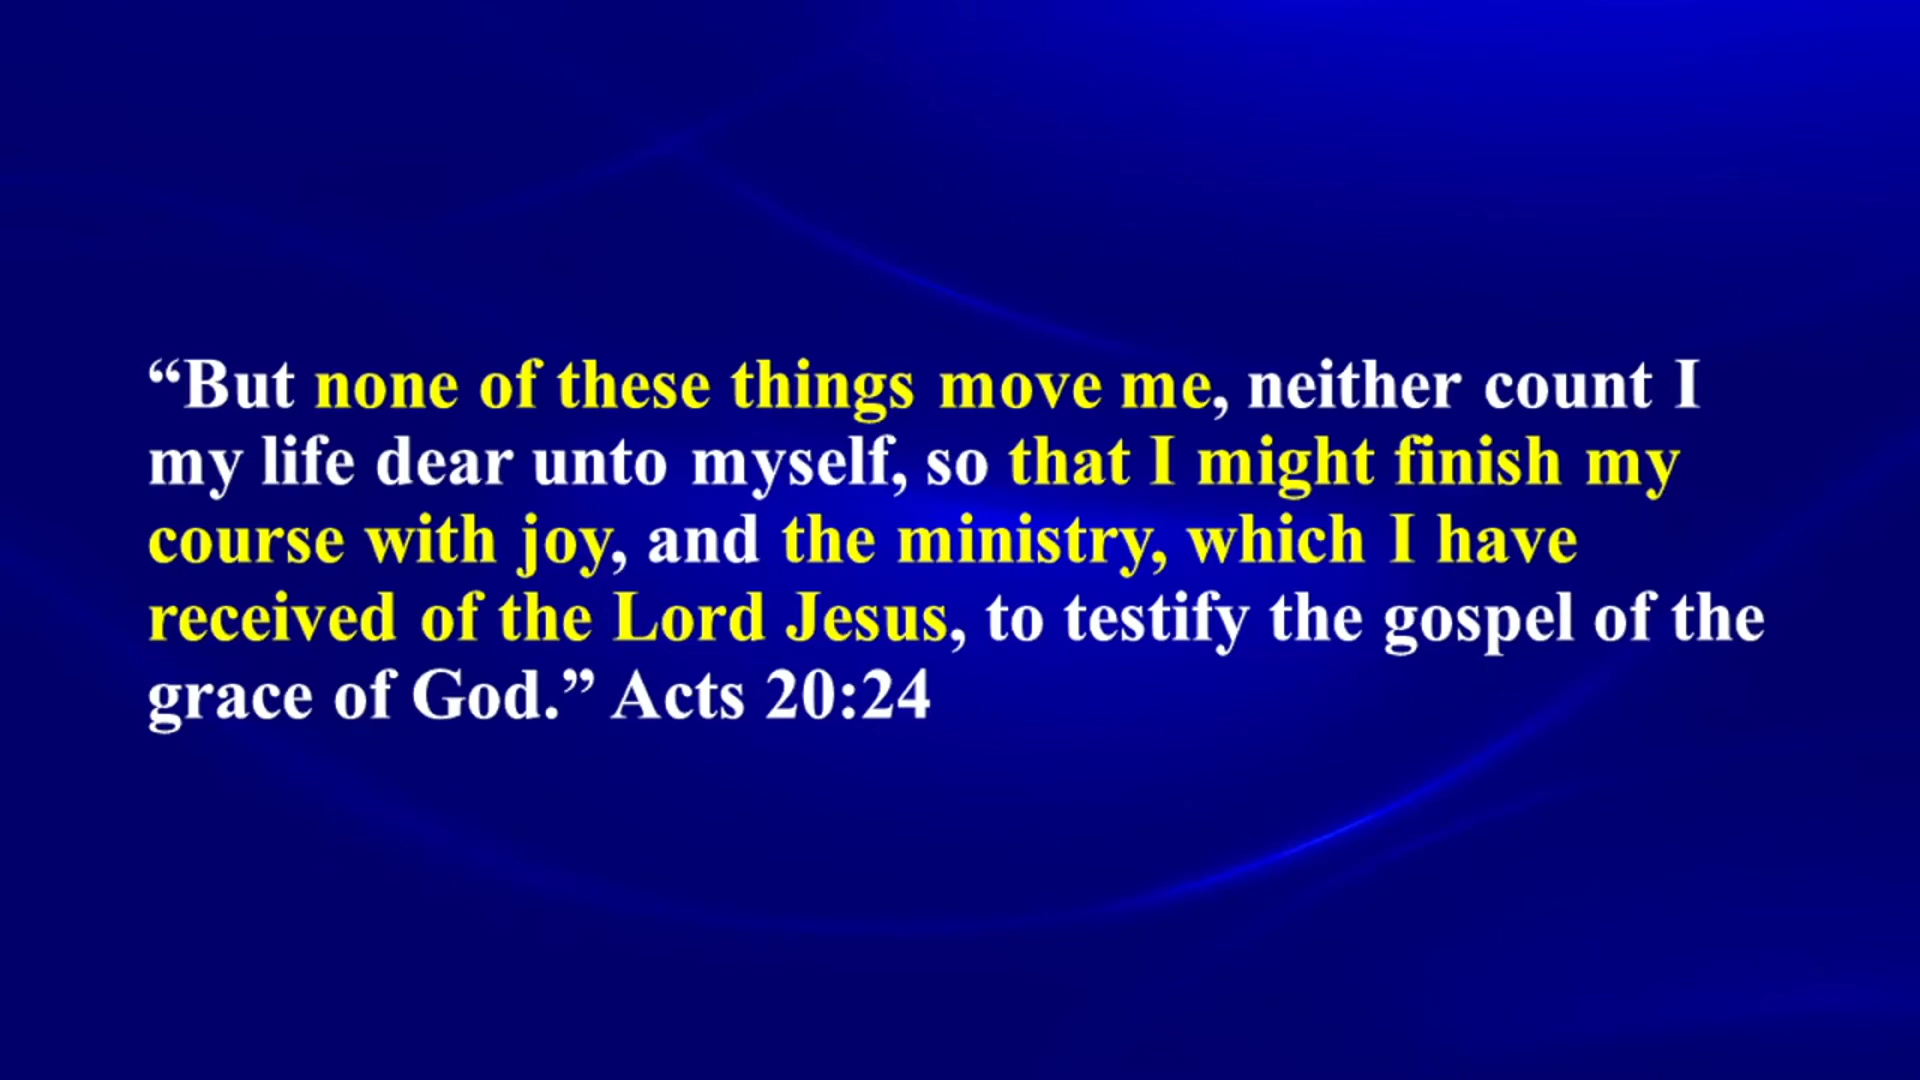 “But none of these things move me, neither count I
my life dear unto myself, so that I might finish my
course with joy, and the ministry, which I have
received of the Lord Jesus, to testify the gospel of the
grace of God.” Acts 20:24